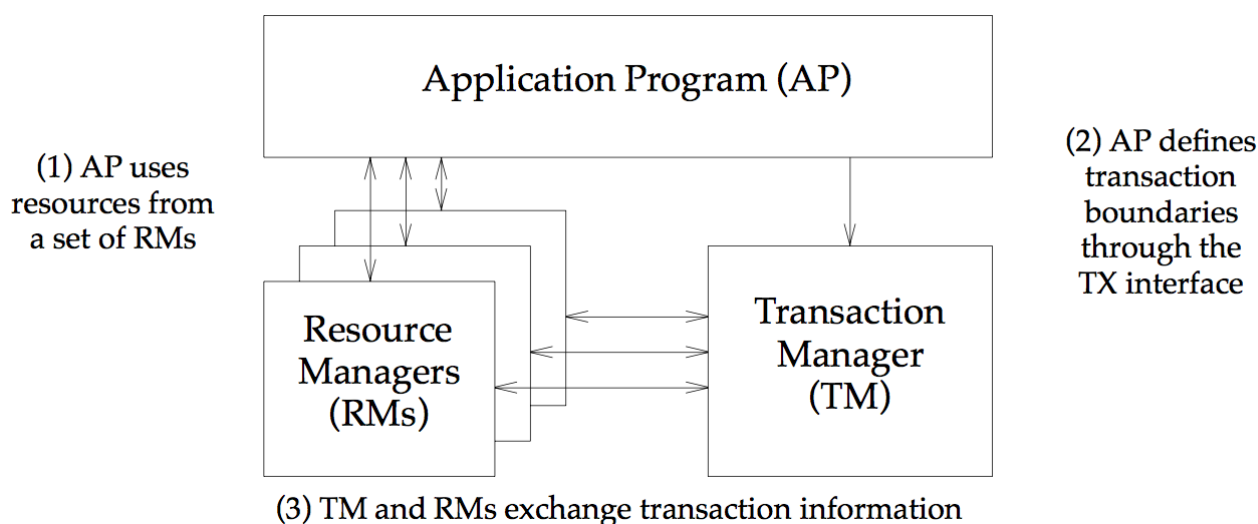 Application Program (AP)
(1) AP uses
resources from
a set of RMs
(2) AP defines
transaction
boundaries
through the
TX interface
Resource
Managers
(RMs)
Transaction
Manager
(TM)
(3) TM and RMs exchange transaction information